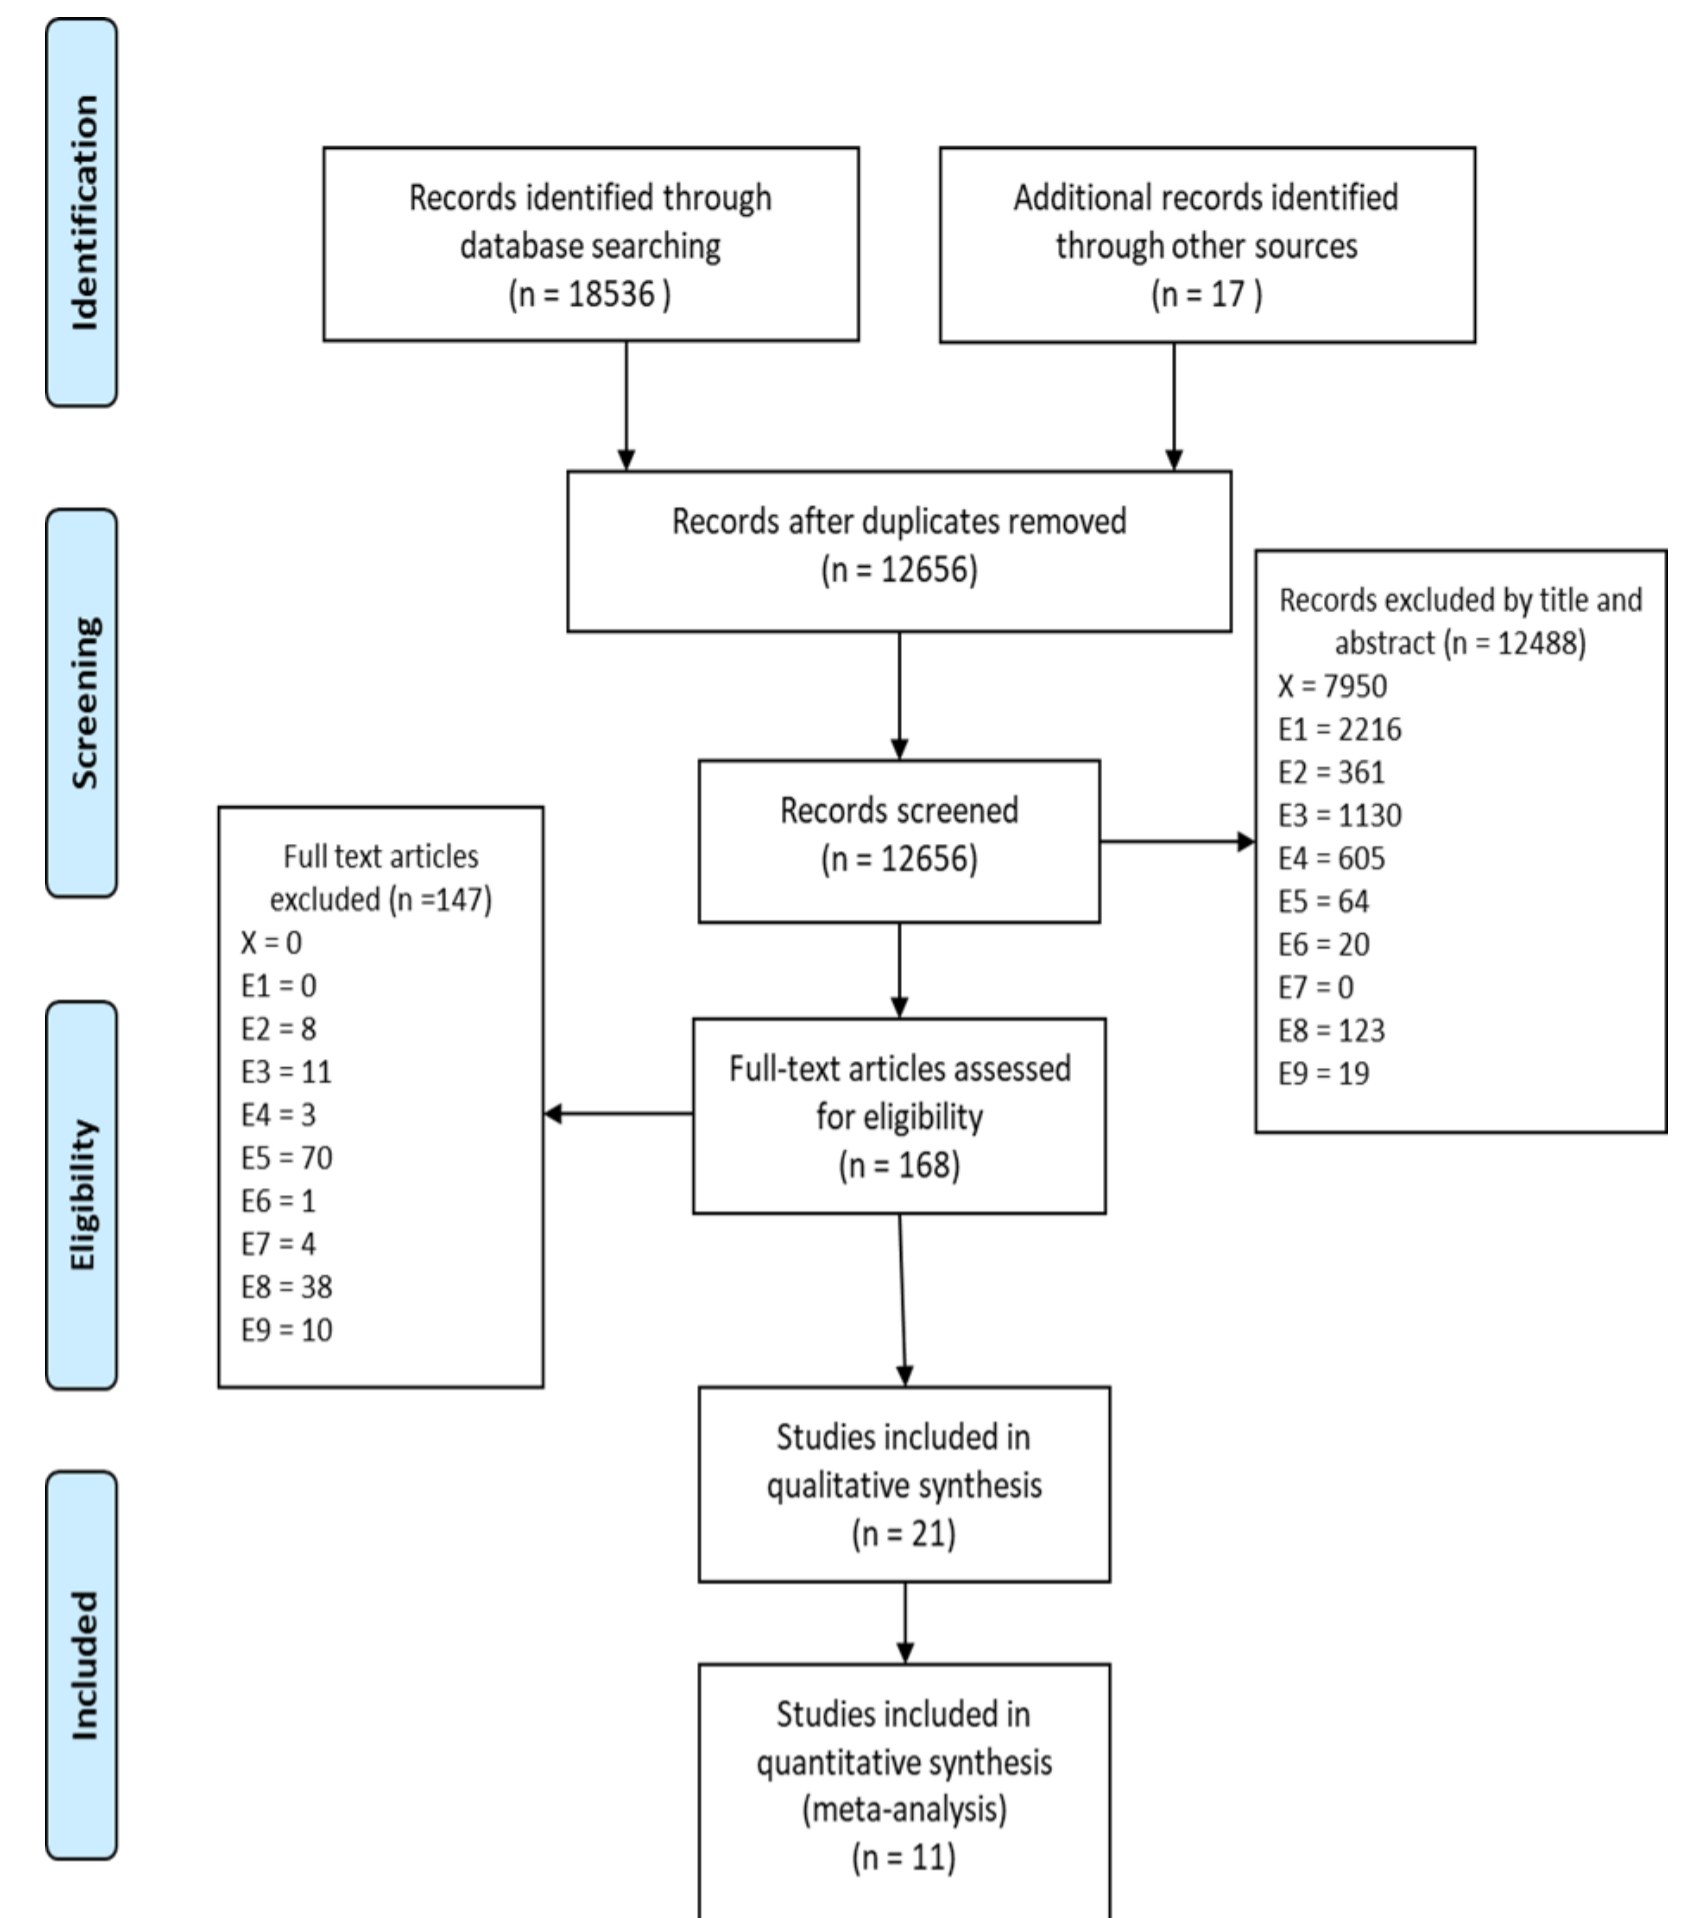 Identification
Records identified through
database searching
(n = 18536 )
Additional records identified
through other sources
(n = 17 )
Records after duplicates removed
(n = 12656)
Screening
Records screened
(n = 12656)
Records excluded by title and
abstract (n = 12488)
X = 7950
E1 = 2216
E2 = 361
E3 = 1130
E4 = 605
E5 = 64
E6 = 20
E7 = 0
E8 = 123
E9 = 19
Full text articles
excluded (n =147)
X = 0
E1 = 0
E2 = 8
E3 = 11
E4 = 3
E5 = 70
E6 = 1
E7 = 4
E8 = 38
E9 = 10
Eligibility
Full-text articles assessed
for eligibility
(n = 168)
Included
Studies included in
qualitative synthesis
(n = 21)
Studies included in
quantitative synthesis
(meta-analysis)
(n = 11)